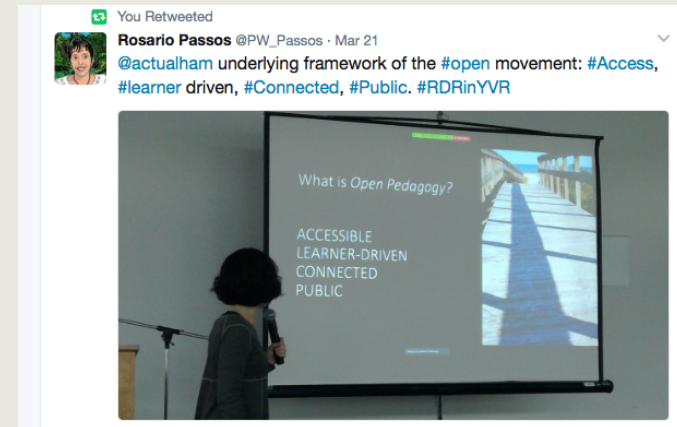 You Retweeted
Rosario Passos @PW_Passos · Mar 21
@actualham underlying framework of the #open movement: #Access,
#learner driven, #Connected, #Public. #RDRinYVR
What is Open Pedagogy?
ACCESSIBLE
LEARNER-DRIVEN
CONNECTED
PUBLIC